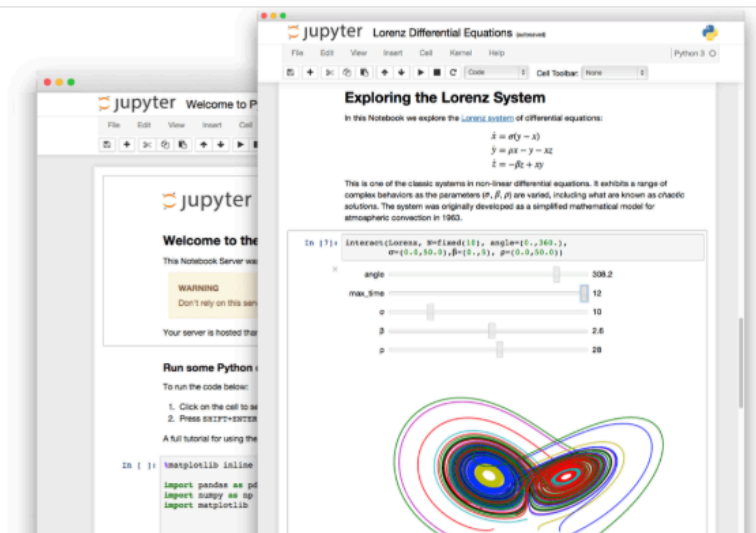 jupyter Lorenz Differential Equations (autosaved)
File Edit View Insert Cell Kernel Help Python 3
Code Cell Toolbar: None
Exploring the Lorenz System
In this Notebook we explore the Lorenz system of differential equations:
ẋ = σ(y − x)
ẏ = ρx − y − xz
ż = −βz + xy
This is one of the classic systems in non-linear differential equations. It exhibits a range of
complex behaviors as the parameters (σ, β, ρ) are varied, including what are known as chaotic
solutions. The system was originally developed as a simplified mathematical model for
atmospheric convection in 1963.
In [7]: interact(Lorenz, N=fixed(10), angle=(0.,360.),
σ=(0.0,50.0),β=(0.,5), ρ=(0.0,50.0))
angle 308.2
max_time 12
σ 10
β 2.6
ρ 28
jupyter Welcome to P
File Edit View Insert Cell
jupyter
Welcome to the
This Notebook Server was
WARNING
Don't rely on this serv
Your server is hosted than
Run some Python
To run the code below:
1. Click on the cell to se
2. Press SHIFT+ENTER
A full tutorial for using the
In [ ]: %matplotlib inline
import pandas as pd
import numpy as np
import matplotlib